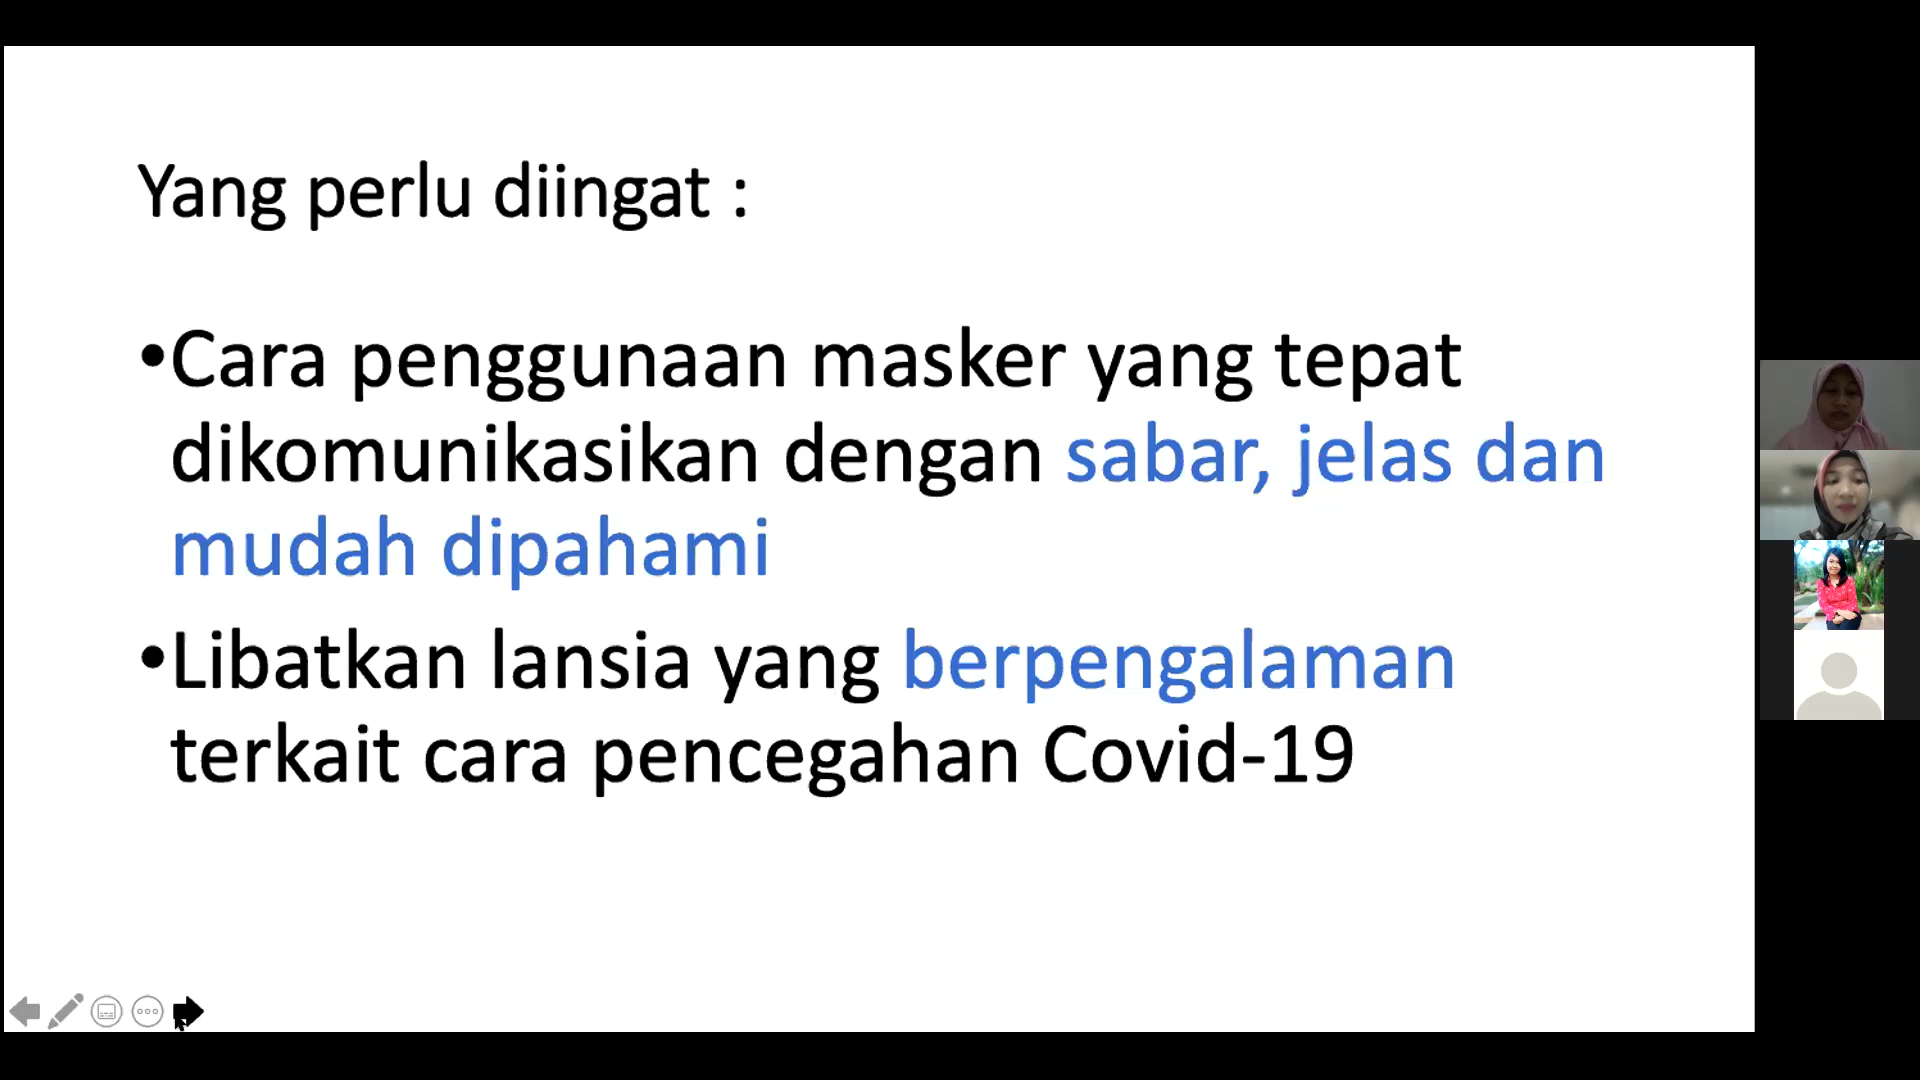 Yang perlu diingat :
•Cara penggunaan masker yang tepat
dikomunikasikan dengan sabar, jelas dan
mudah dipahami
•Libatkan lansia yang berpengalaman
terkait cara pencegahan Covid-19